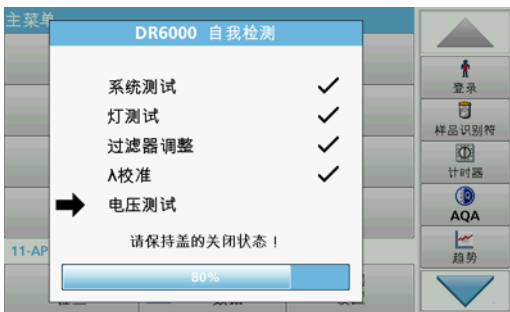 主菜单
DR6000 自我检测
系统测试
灯测试
过滤器调整
λ校准
电压测试
请保持盖的关闭状态！
80%
11-AP
登录
样品识别符
计时器
AQA
趋势